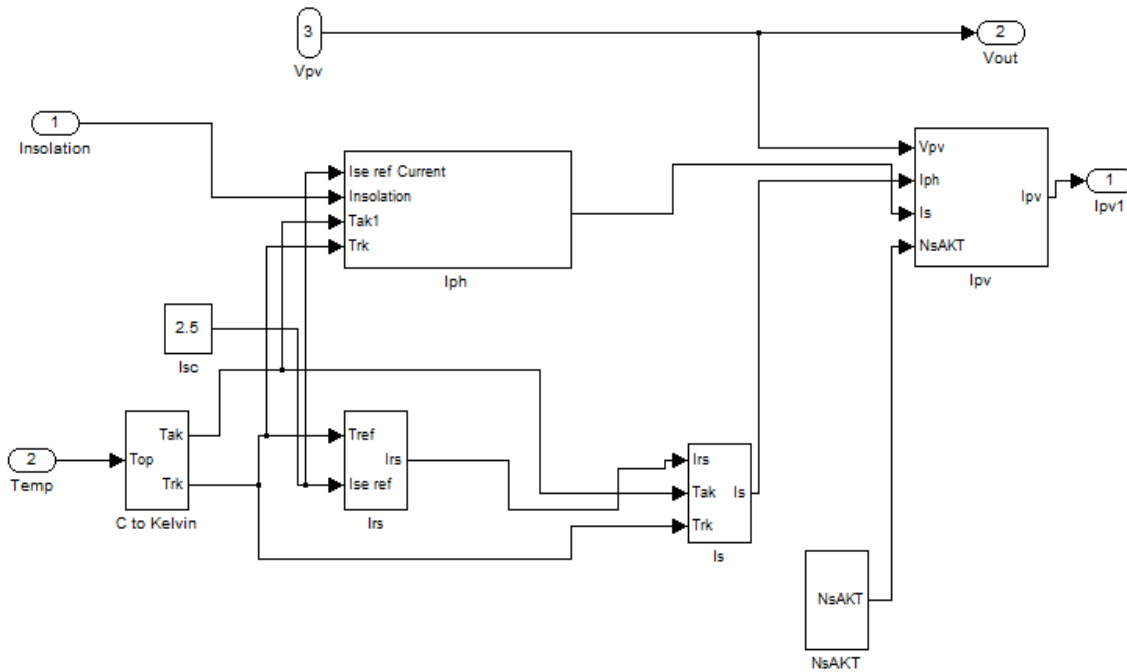 3
Vpv
2
Vout
1
Insolation
Ise ref Current
Insolation
Tak1
Trk
Iph
Vpv
Iph
Is
NsAKT
Ipv
Ipv
1
Ipv1
2.5
Isc
2
Temp
Top
Tak
Trk
C to Kelvin
Tref
Ise ref
Irs
Irs
Irs
Tak
Trk
Is
Is
NsAKT
NsAKT